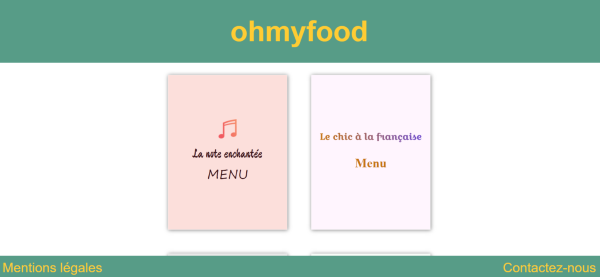 ohmyfood
La note enchantée
MENU
Le chic à la française
Menu
Mentions légales
Contactez-nous